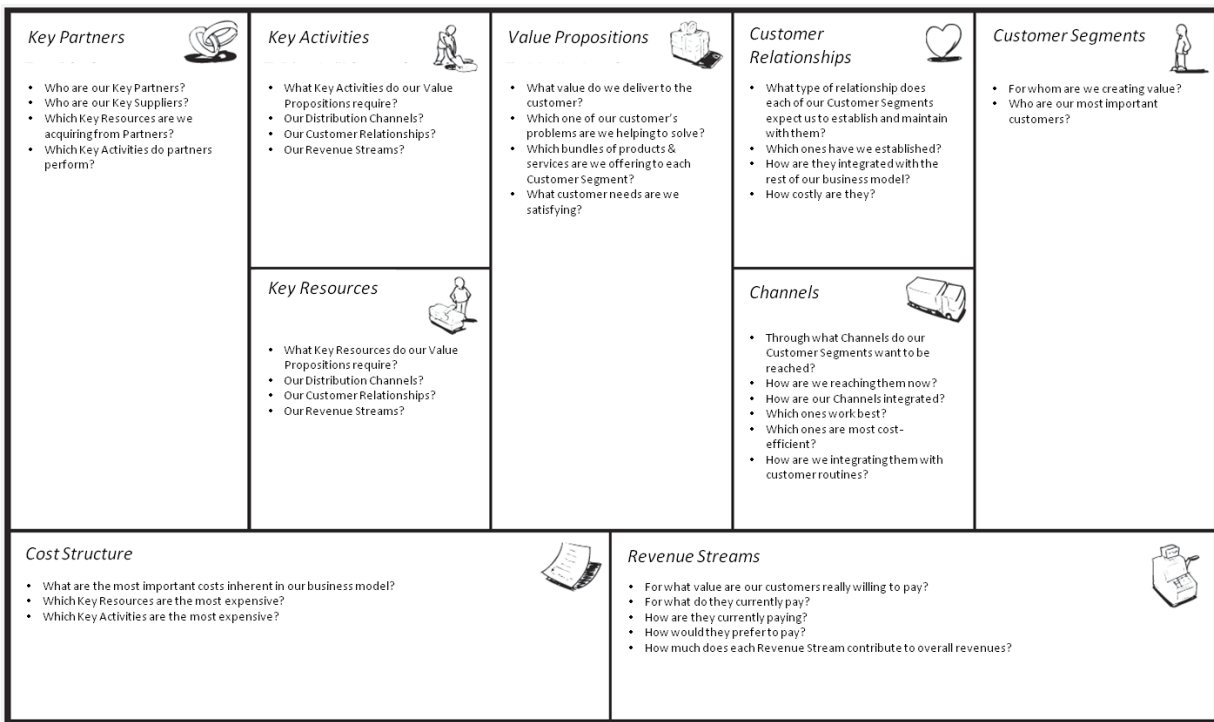 Key Partners
• Who are our Key Partners?
• Who are our Key Suppliers?
• Which Key Resources are we
acquiring from Partners?
• Which Key Activities do partners
perform?
Key Activities
• What Key Activities do our Value
Propositions require?
• Our Distribution Channels?
• Our Customer Relationships?
• Our Revenue Streams?
Key Resources
• What Key Resources do our Value
Propositions require?
• Our Distribution Channels?
• Our Customer Relationships?
• Our Revenue Streams?
Value Propositions
• What value do we deliver to the
customer?
• Which one of our customer's
problems are we helping to solve?
• Which bundles of products &
services are we offering to each
Customer Segment?
• What customer needs are we
satisfying?
Customer
Relationships
• What type of relationship does
each of our Customer Segments
expect us to establish and maintain
with them?
• Which ones have we established?
• How are they integrated with the
rest of our business model?
• How costly are they?
Channels
• Through what Channels do our
Customer Segments want to be
reached?
• How are we reaching them now?
• How are our Channels integrated?
• Which ones work best?
• Which ones are most cost-
efficient?
• How are we integrating them with
customer routines?
Customer Segments
• For whom are we creating value?
• Who are our most important
customers?
Cost Structure
• What are the most important costs inherent in our business model?
• Which Key Resources are the most expensive?
• Which Key Activities are the most expensive?
Revenue Streams
• For what value are our customers really willing to pay?
• For what do they currently pay?
• How are they currently paying?
• How would they prefer to pay?
• How much does each Revenue Stream contribute to overall revenues?